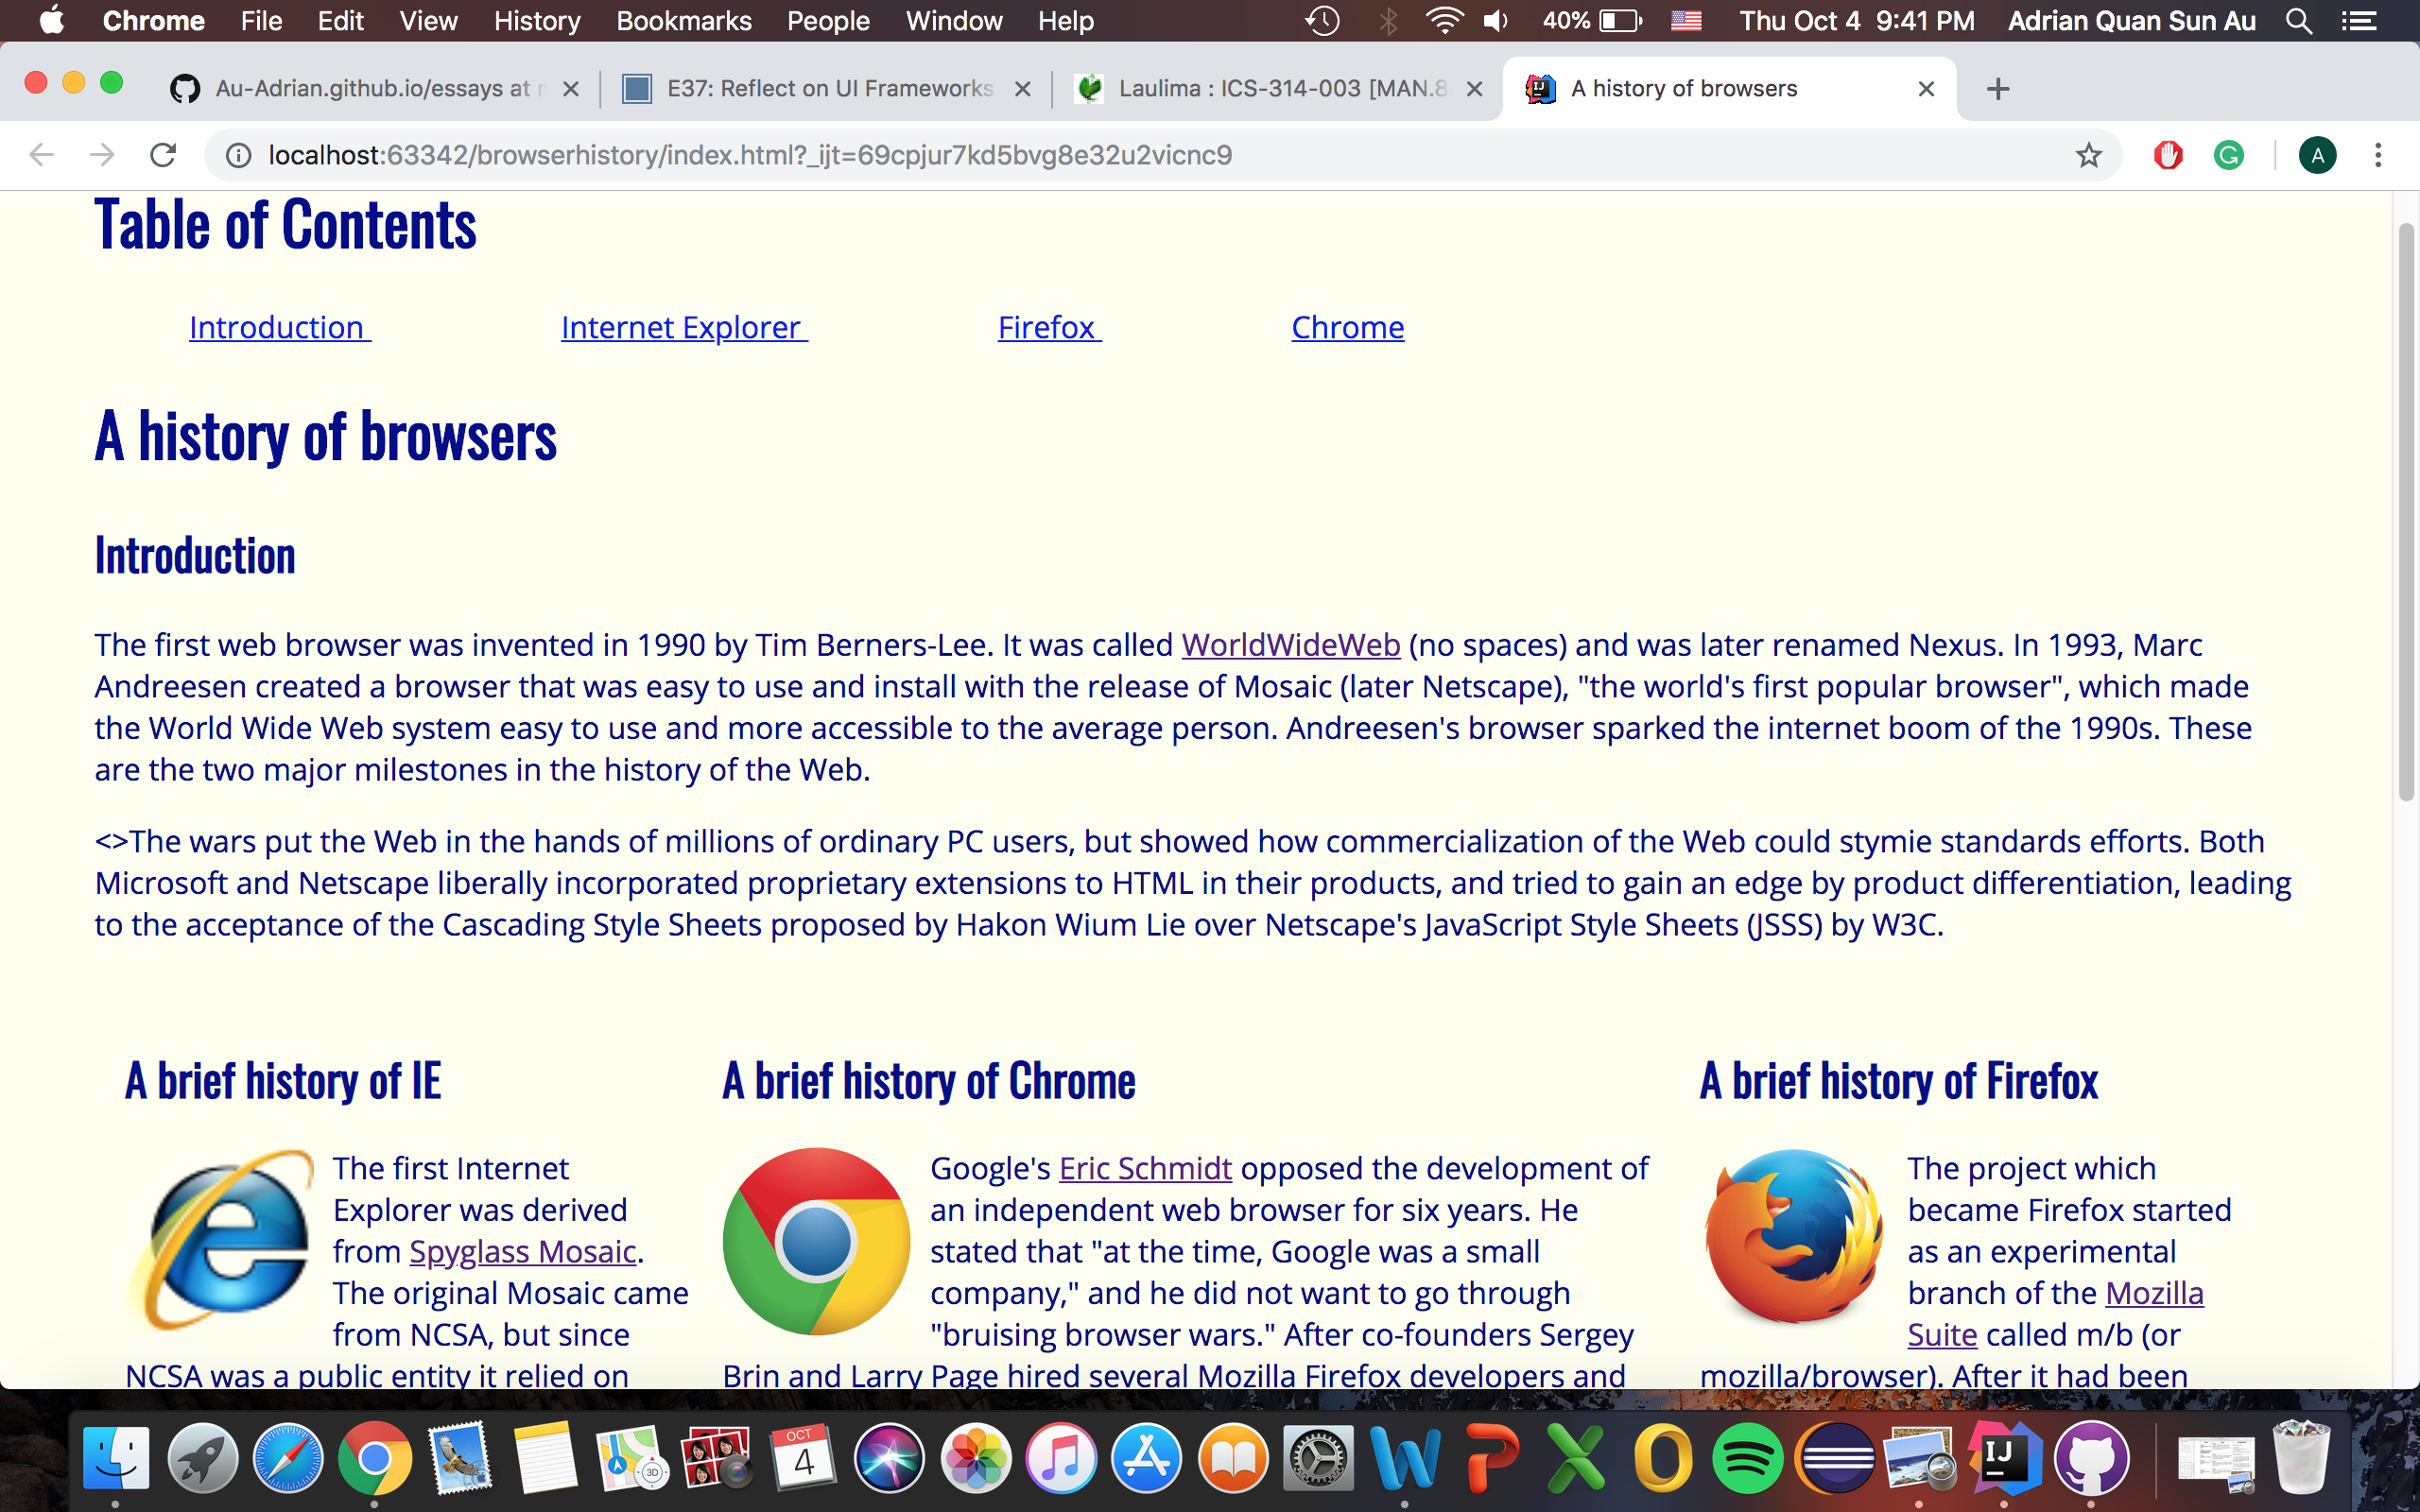 Chrome File Edit View History Bookmarks People Window Help 40% Thu Oct 4 9:41 PM Adrian Quan Sun Au
Au-Adrian.github.io/essays at E37: Reflect on UI Frameworks Laulima : ICS-314-003 [MAN.8 A history of browsers
localhost:63342/browserhistory/index.html?_ijt=69cpjur7kd5bvg8e32u2vicnc9 A
Table of Contents
Introduction Internet Explorer Firefox Chrome
A history of browsers
Introduction
The first web browser was invented in 1990 by Tim Berners-Lee. It was called WorldWideWeb (no spaces) and was later renamed Nexus. In 1993, Marc
Andreesen created a browser that was easy to use and install with the release of Mosaic (later Netscape), "the world's first popular browser", which made
the World Wide Web system easy to use and more accessible to the average person. Andreesen's browser sparked the internet boom of the 1990s. These
are the two major milestones in the history of the Web.
<>The wars put the Web in the hands of millions of ordinary PC users, but showed how commercialization of the Web could stymie standards efforts. Both
Microsoft and Netscape liberally incorporated proprietary extensions to HTML in their products, and tried to gain an edge by product differentiation, leading
to the acceptance of the Cascading Style Sheets proposed by Hakon Wium Lie over Netscape's JavaScript Style Sheets (JSSS) by W3C.
A brief history of IE
The first Internet
Explorer was derived
from Spyglass Mosaic.
The original Mosaic came
from NCSA, but since
NCSA was a public entity it relied on
A brief history of Chrome
Google's Eric Schmidt opposed the development of
an independent web browser for six years. He
stated that "at the time, Google was a small
company," and he did not want to go through
"bruising browser wars." After co-founders Sergey
Brin and Larry Page hired several Mozilla Firefox developers and
A brief history of Firefox
The project which
became Firefox started
as an experimental
branch of the Mozilla
Suite called m/b (or
mozilla/browser). After it had been
3D
OCT
4
IJ